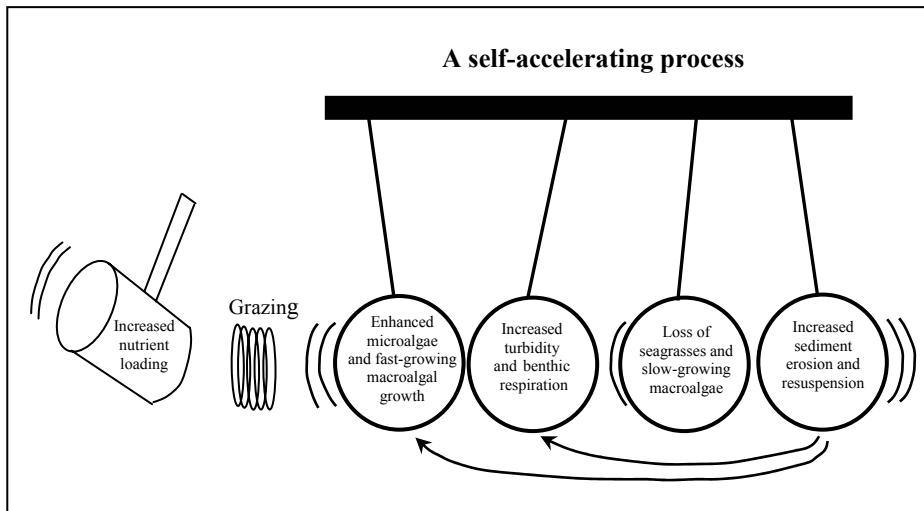 A self-accelerating process
Increased
nutrient
loading
Grazing
Enhanced
microalgae
and fast-growing
macroalgal
growth
Increased
turbidity
and benthic
respiration
Loss of
seagrasses and
slow-growing
macroalgae
Increased
sediment
erosion and
resuspension